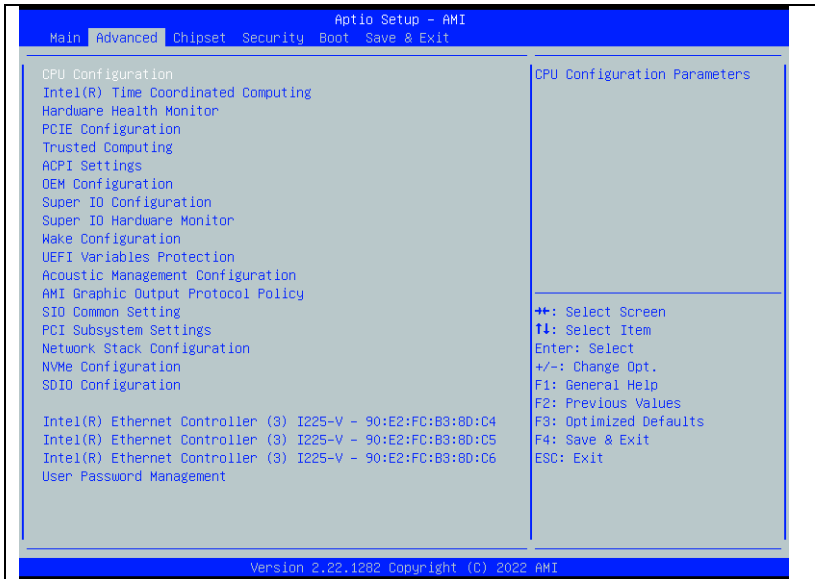 Aptio Setup – AMI
Main Advanced Chipset Security Boot Save & Exit
CPU Configuration
Intel(R) Time Coordinated Computing
Hardware Health Monitor
PCIE Configuration
Trusted Computing
ACPI Settings
OEM Configuration
Super IO Configuration
Super IO Hardware Monitor
Wake Configuration
UEFI Variables Protection
Acoustic Management Configuration
AMI Graphic Output Protocol Policy
SIO Common Setting
PCI Subsystem Settings
Network Stack Configuration
NVMe Configuration
SDIO Configuration
Intel(R) Ethernet Controller (3) I225-V – 90:E2:FC:B3:8D:C4
Intel(R) Ethernet Controller (3) I225-V – 90:E2:FC:B3:8D:C5
Intel(R) Ethernet Controller (3) I225-V – 90:E2:FC:B3:8D:C6
User Password Management
CPU Configuration Parameters
→←: Select Screen
↑↓: Select Item
Enter: Select
+/-: Change Opt.
F1: General Help
F2: Previous Values
F3: Optimized Defaults
F4: Save & Exit
ESC: Exit
Version 2.22.1282 Copyright (C) 2022 AMI